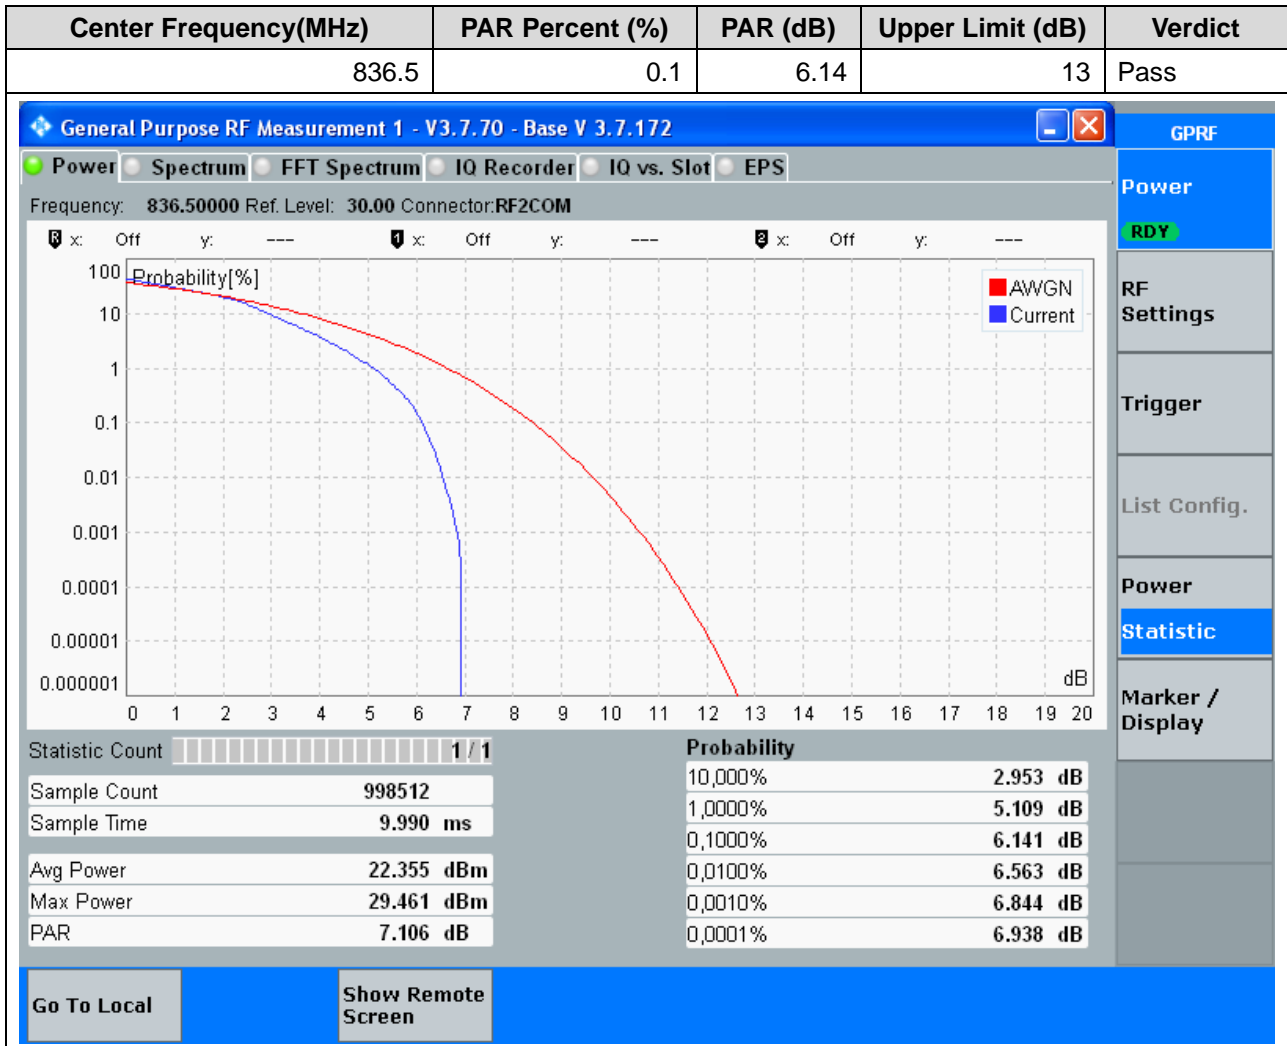 Center Frequency(MHz) PAR Percent (%) PAR (dB) Upper Limit (dB) Verdict
836.5 0.1 6.14 13 Pass
General Purpose RF Measurement 1 - V3.7.70 - Base V 3.7.172
GPRF
Power Spectrum FFT Spectrum IQ Recorder IQ vs. Slot EPS
Frequency: 836.50000 Ref. Level: 30.00 Connector:RF2COM
R x: Off y: --- 1 x: Off y: --- 2 x: Off y: ---
Probability[%]
AWGN
Current
100
10
1
0.1
0.01
0.001
0.0001
0.00001
0.000001
dB
0 1 2 3 4 5 6 7 8 9 10 11 12 13 14 15 16 17 18 19 20
Statistic Count 1 / 1
Sample Count 998512
Sample Time 9.990 ms
Avg Power 22.355 dBm
Max Power 29.461 dBm
PAR 7.106 dB
Probability
10,000% 2.953 dB
1,0000% 5.109 dB
0,1000% 6.141 dB
0,0100% 6.563 dB
0,0010% 6.844 dB
0,0001% 6.938 dB
Power
RDY
RF
Settings
Trigger
List Config.
Power
Statistic
Marker /
Display
Go To Local
Show Remote
Screen